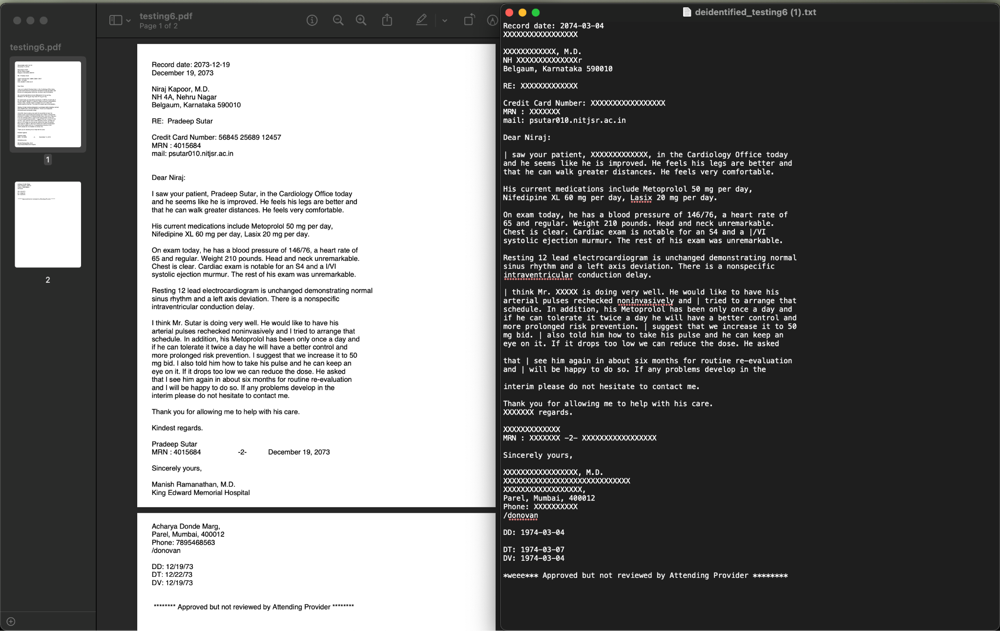 testing6.pdf
1
2
testing6.pdf
Page 1 of 2
Record date: 2073-12-19
December 19, 2073
Niraj Kapoor, M.D.
NH 4A, Nehru Nagar
Belgaum, Karnataka 590010
RE:  Pradeep Sutar
Credit Card Number: 56845 25689 12457
MRN : 4015684
mail: psutar010.nitjsr.ac.in
Dear Niraj:
I saw your patient, Pradeep Sutar, in the Cardiology Office today
and he seems like he is improved. He feels his legs are better and
that he can walk greater distances. He feels very comfortable.
His current medications include Metoprolol 50 mg per day,
Nifedipine XL 60 mg per day, Lasix 20 mg per day.
On exam today, he has a blood pressure of 146/76, a heart rate of
65 and regular. Weight 210 pounds. Head and neck unremarkable.
Chest is clear. Cardiac exam is notable for an S4 and a I/VI
systolic ejection murmur. The rest of his exam was unremarkable.
Resting 12 lead electrocardiogram is unchanged demonstrating normal
sinus rhythm and a left axis deviation. There is a nonspecific
intraventricular conduction delay.
I think Mr. Sutar is doing very well. He would like to have his
arterial pulses rechecked noninvasively and I tried to arrange that
schedule. In addition, his Metoprolol has been only once a day and
if he can tolerate it twice a day he will have a better control and
more prolonged risk prevention. I suggest that we increase it to 50
mg bid. I also told him how to take his pulse and he can keep an
eye on it. If it drops too low we can reduce the dose. He asked
that I see him again in about six months for routine re-evaluation
and I will be happy to do so. If any problems develop in the
interim please do not hesitate to contact me.
Thank you for allowing me to help with his care.
Kindest regards.
Pradeep Sutar
MRN : 4015684 -2- December 19, 2073
Sincerely yours,
Manish Ramanathan, M.D.
King Edward Memorial Hospital
Acharya Donde Marg,
Parel, Mumbai, 400012
Phone: 7895468563
/donovan
DD: 12/19/73
DT: 12/22/73
DV: 12/19/73
******** Approved but not reviewed by Attending Provider ********
deidentified_testing6 (1).txt
Record date: 2074-03-04
XXXXXXXXXXXXXXXXX
XXXXXXXXXXXX, M.D.
NH XXXXXXXXXXXXXXr
Belgaum, Karnataka 590010
RE: XXXXXXXXXXXXX
Credit Card Number: XXXXXXXXXXXXXXXXX
MRN : XXXXXXX
mail: psutar010.nitjsr.ac.in
Dear Niraj:
| saw your patient, XXXXXXXXXXXXX, in the Cardiology Office today
and he seems like he is improved. He feels his legs are better and
that he can walk greater distances. He feels very comfortable.
His current medications include Metoprolol 50 mg per day,
Nifedipine XL 60 mg per day, Lasix 20 mg per day.
On exam today, he has a blood pressure of 146/76, a heart rate of
65 and regular. Weight 210 pounds. Head and neck unremarkable.
Chest is clear. Cardiac exam is notable for an S4 and a |/VI
systolic ejection murmur. The rest of his exam was unremarkable.
Resting 12 lead electrocardiogram is unchanged demonstrating normal
sinus rhythm and a left axis deviation. There is a nonspecific
intraventricular conduction delay.
| think Mr. XXXXX is doing very well. He would like to have his
arterial pulses rechecked noninvasively and | tried to arrange that
schedule. In addition, his Metoprolol has been only once a day and
if he can tolerate it twice a day he will have a better control and
more prolonged risk prevention. | suggest that we increase it to 50
mg bid. | also told him how to take his pulse and he can keep an
eye on it. If it drops too low we can reduce the dose. He asked
that | see him again in about six months for routine re-evaluation
and | will be happy to do so. If any problems develop in the
interim please do not hesitate to contact me.
Thank you for allowing me to help with his care.
XXXXXXX regards.
XXXXXXXXXXXXX
MRN : XXXXXXX -2- XXXXXXXXXXXXXXXXX
Sincerely yours,
XXXXXXXXXXXXXXXXX, M.D.
XXXXXXXXXXXXXXXXXXXXXXXXXXXXX
XXXXXXXXXXXXXXXXXX,
Parel, Mumbai, 400012
Phone: XXXXXXXXXX
/donovan
DD: 1974-03-04
DT: 1974-03-07
DV: 1974-03-04
*weee*** Approved but not reviewed by Attending Provider ********